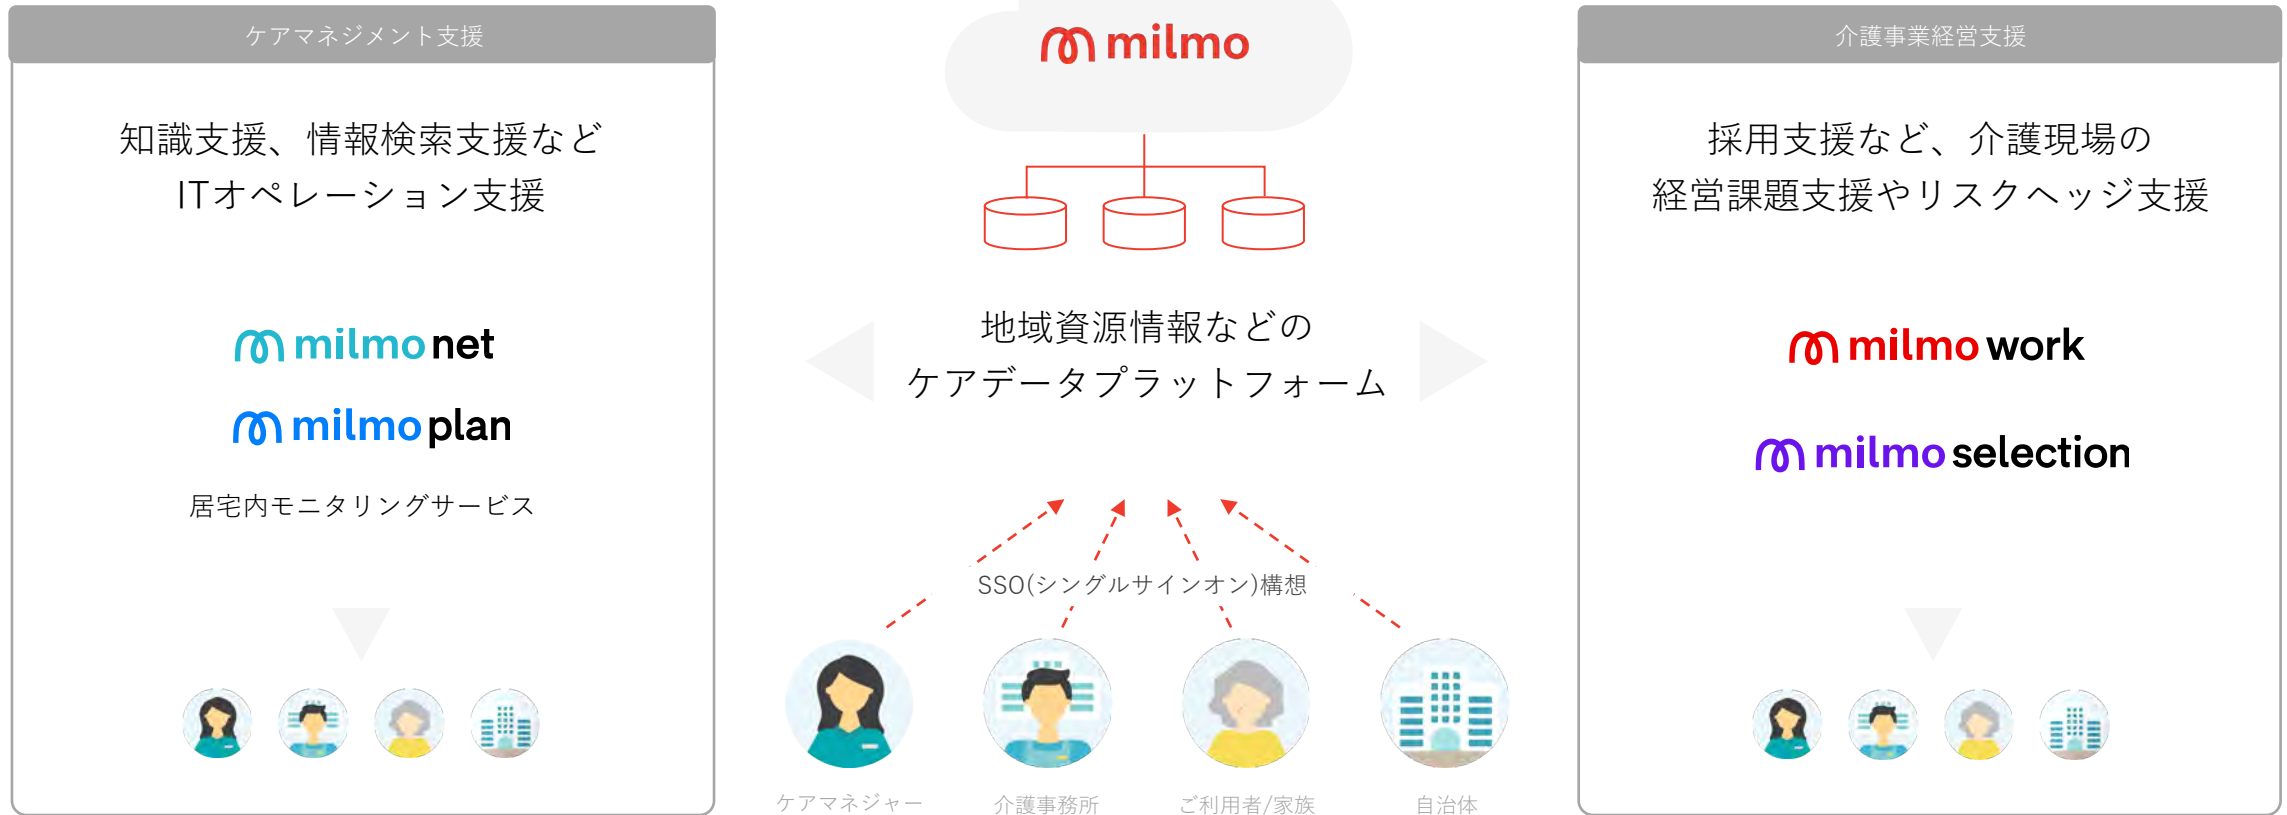 ケアマネジメント支援
知識支援、情報検索支援など
ITオペレーション支援
milmo net
milmo plan
居宅内モニタリングサービス
milmo
地域資源情報などの
ケアデータプラットフォーム
SSO(シングルサインオン)構想
ケアマネジャー
介護事務所
ご利用者/家族
自治体
介護事業経営支援
採用支援など、介護現場の
経営課題支援やリスクヘッジ支援
milmo work
milmo selection